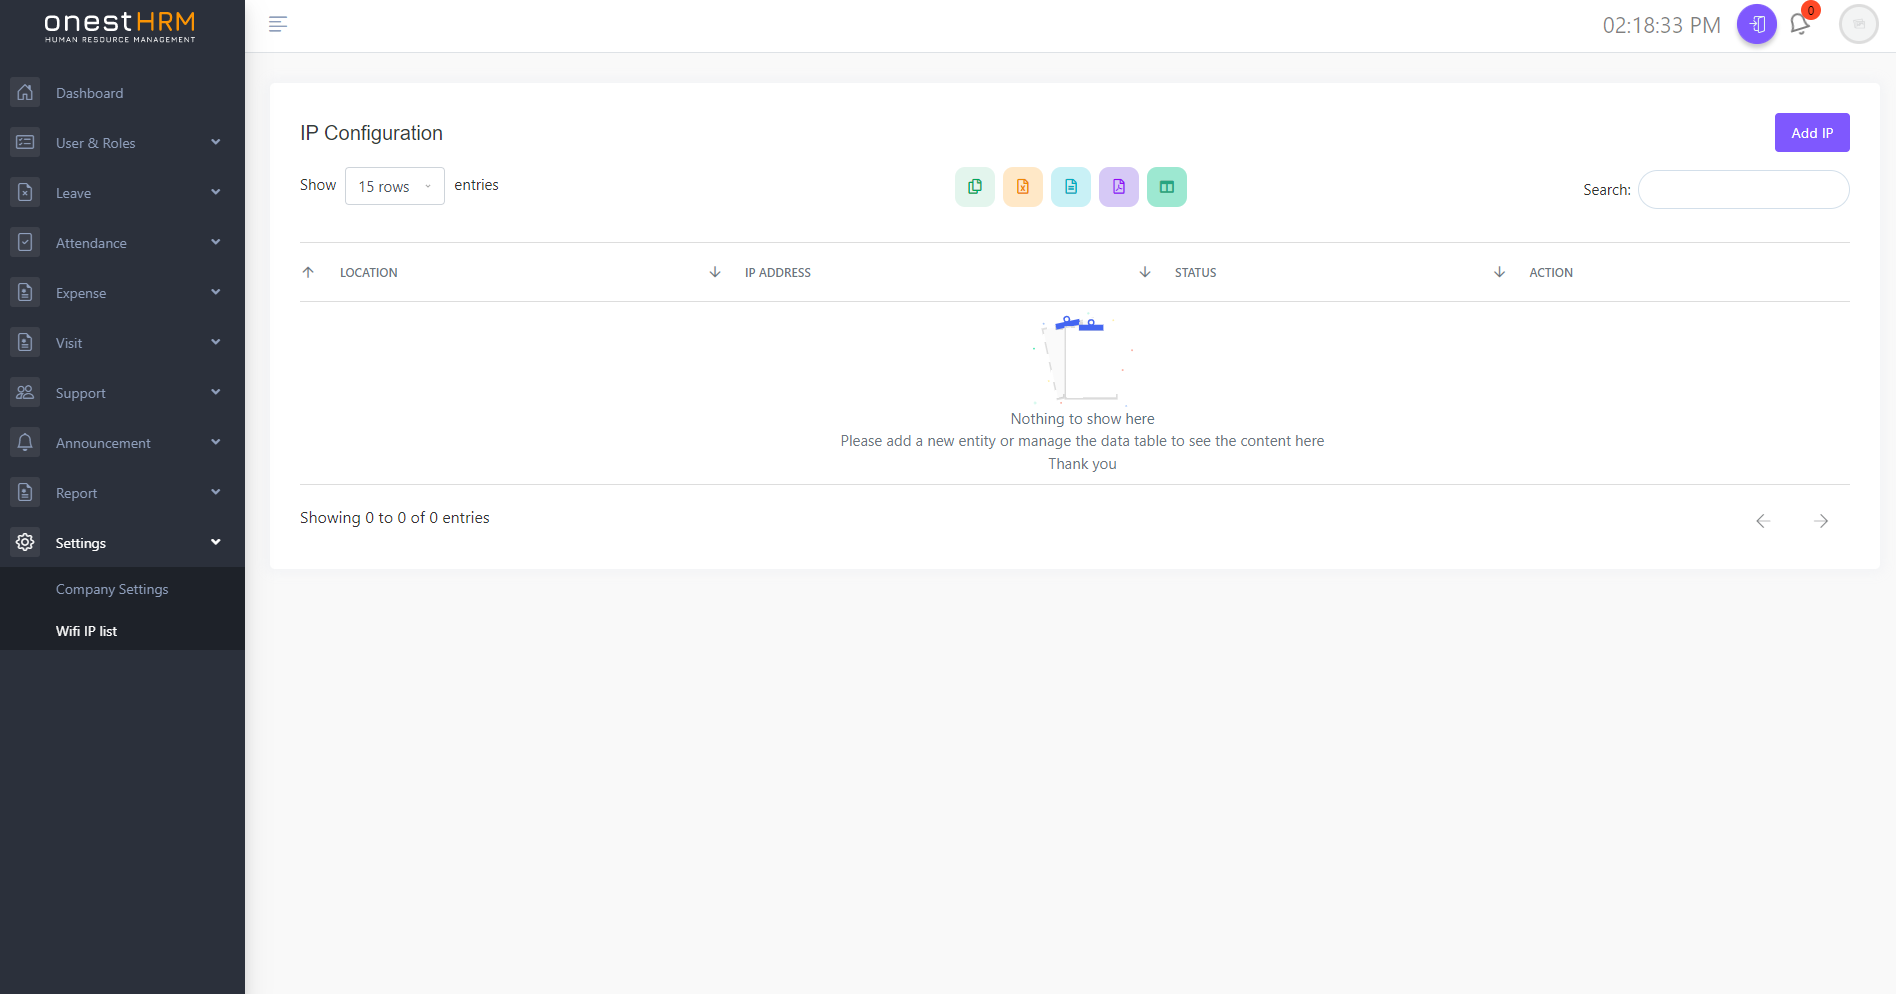 onestHRM
HUMAN RESOURCE MANAGEMENT
02:18:33 PM
0
Dashboard
User & Roles
Leave
Attendance
Expense
Visit
Support
Announcement
Report
Settings
Company Settings
Wifi IP list
IP Configuration
Add IP
Show 15 rows entries
Search:
LOCATION IP ADDRESS STATUS ACTION
Nothing to show here
Please add a new entity or manage the data table to see the content here
Thank you
Showing 0 to 0 of 0 entries